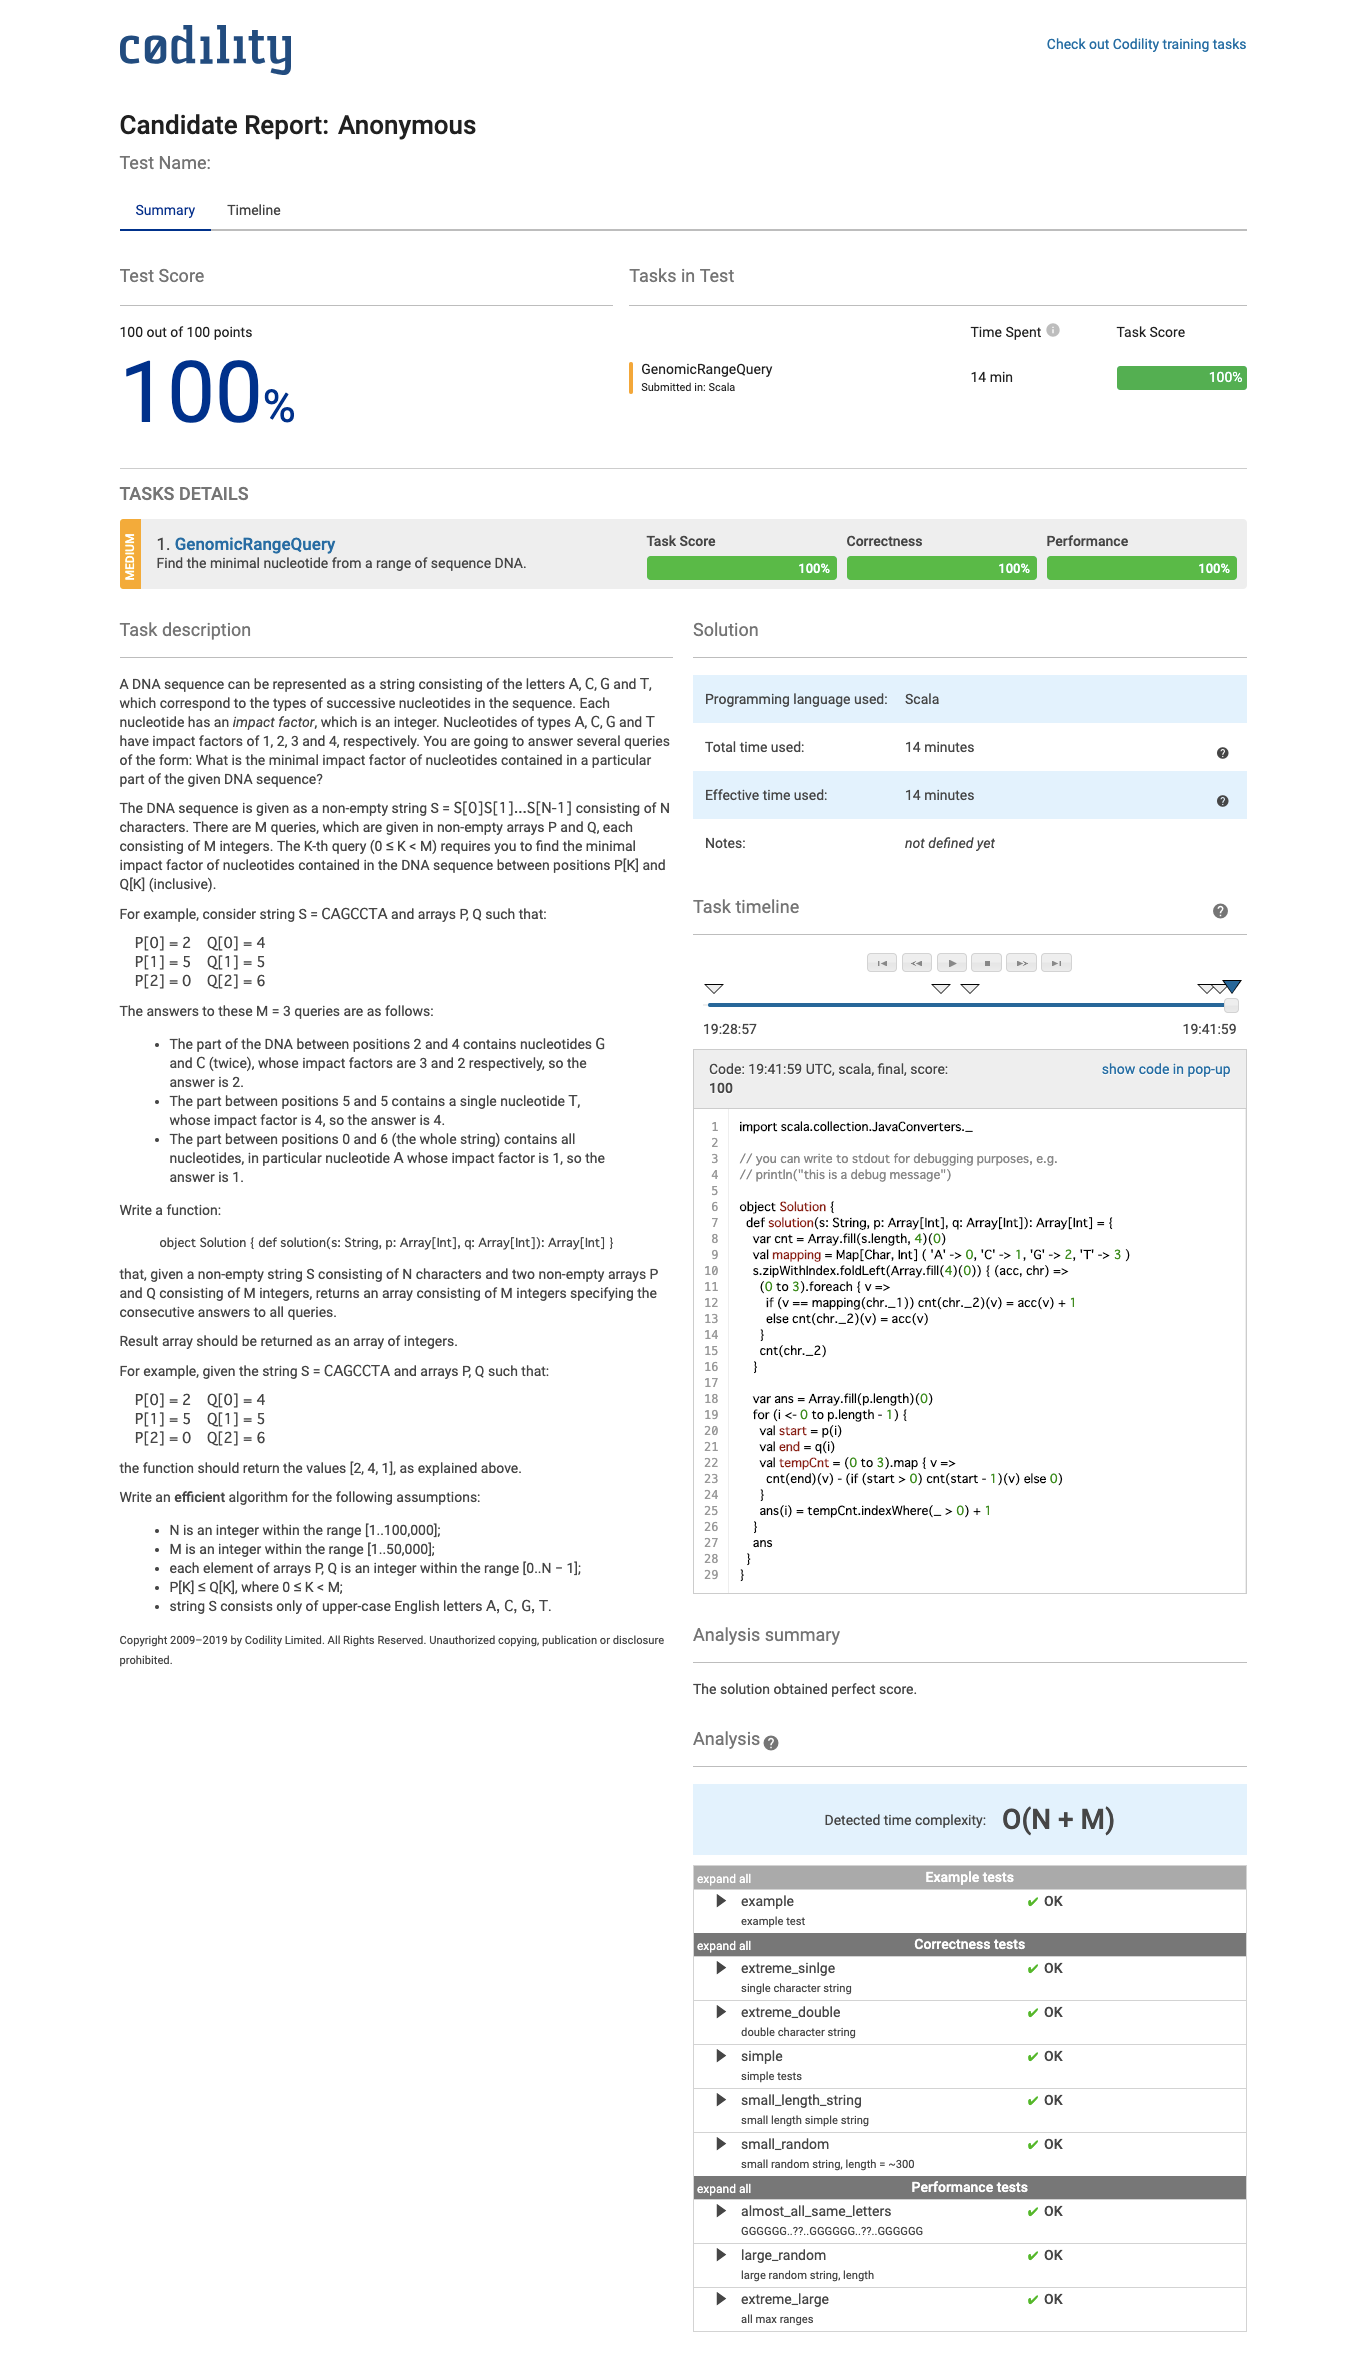 cødility
Check out Codility training tasks
Candidate Report: Anonymous
Test Name:
Summary Timeline
Test Score
100 out of 100 points
100%
Tasks in Test
Time Spent Task Score
GenomicRangeQuery
Submitted in: Scala
14 min
100%
TASKS DETAILS
MEDIUM
1. GenomicRangeQuery
Find the minimal nucleotide from a range of sequence DNA.
Task Score Correctness Performance
100% 100% 100%
Task description
A DNA sequence can be represented as a string consisting of the letters A, C, G and T,
which correspond to the types of successive nucleotides in the sequence. Each
nucleotide has an impact factor, which is an integer. Nucleotides of types A, C, G and T
have impact factors of 1, 2, 3 and 4, respectively. You are going to answer several queries
of the form: What is the minimal impact factor of nucleotides contained in a particular
part of the given DNA sequence?
The DNA sequence is given as a non-empty string S = S[0]S[1]...S[N-1] consisting of N
characters. There are M queries, which are given in non-empty arrays P and Q, each
consisting of M integers. The K-th query (0 ≤ K < M) requires you to find the minimal
impact factor of nucleotides contained in the DNA sequence between positions P[K] and
Q[K] (inclusive).
For example, consider string S = CAGCCTA and arrays P, Q such that:
P[0] = 2 Q[0] = 4
P[1] = 5 Q[1] = 5
P[2] = 0 Q[2] = 6
The answers to these M = 3 queries are as follows:
• The part of the DNA between positions 2 and 4 contains nucleotides G
and C (twice), whose impact factors are 3 and 2 respectively, so the
answer is 2.
• The part between positions 5 and 5 contains a single nucleotide T,
whose impact factor is 4, so the answer is 4.
• The part between positions 0 and 6 (the whole string) contains all
nucleotides, in particular nucleotide A whose impact factor is 1, so the
answer is 1.
Write a function:
object Solution { def solution(s: String, p: Array[Int], q: Array[Int]): Array[Int] }
that, given a non-empty string S consisting of N characters and two non-empty arrays P
and Q consisting of M integers, returns an array consisting of M integers specifying the
consecutive answers to all queries.
Result array should be returned as an array of integers.
For example, given the string S = CAGCCTA and arrays P, Q such that:
P[0] = 2 Q[0] = 4
P[1] = 5 Q[1] = 5
P[2] = 0 Q[2] = 6
the function should return the values [2, 4, 1], as explained above.
Write an efficient algorithm for the following assumptions:
• N is an integer within the range [1..100,000];
• M is an integer within the range [1..50,000];
• each element of arrays P, Q is an integer within the range [0..N − 1];
• P[K] ≤ Q[K], where 0 ≤ K < M;
• string S consists only of upper-case English letters A, C, G, T.
Copyright 2009–2019 by Codility Limited. All Rights Reserved. Unauthorized copying, publication or disclosure
prohibited.
Solution
Programming language used: Scala
Total time used: 14 minutes
Effective time used: 14 minutes
Notes: not defined yet
Task timeline
19:28:57 19:41:59
Code: 19:41:59 UTC, scala, final, score:
100
show code in pop-up
1 import scala.collection.JavaConverters._
2
3 // you can write to stdout for debugging purposes, e.g.
4 // println("this is a debug message")
5
6 object Solution {
7 def solution(s: String, p: Array[Int], q: Array[Int]): Array[Int] = {
8 var cnt = Array.fill(s.length, 4)(0)
9 val mapping = Map[Char, Int] ( 'A' -> 0, 'C' -> 1, 'G' -> 2, 'T' -> 3 )
10 s.zipWithIndex.foldLeft(Array.fill(4)(0)) { (acc, chr) =>
11 (0 to 3).foreach { v =>
12 if (v == mapping(chr._1)) cnt(chr._2)(v) = acc(v) + 1
13 else cnt(chr._2)(v) = acc(v)
14 }
15 cnt(chr._2)
16 }
17
18 var ans = Array.fill(p.length)(0)
19 for (i <- 0 to p.length - 1) {
20 val start = p(i)
21 val end = q(i)
22 val tempCnt = (0 to 3).map { v =>
23 cnt(end)(v) - (if (start > 0) cnt(start - 1)(v) else 0)
24 }
25 ans(i) = tempCnt.indexWhere(_ > 0) + 1
26 }
27 ans
28 }
29 }
Analysis summary
The solution obtained perfect score.
Analysis
Detected time complexity: O(N + M)
expand all Example tests
example ✔ OK
example test
expand all Correctness tests
extreme_sinlge ✔ OK
single character string
extreme_double ✔ OK
double character string
simple ✔ OK
simple tests
small_length_string ✔ OK
small length simple string
small_random ✔ OK
small random string, length = ~300
expand all Performance tests
almost_all_same_letters ✔ OK
GGGGGG..??..GGGGGG..??..GGGGGG
large_random ✔ OK
large random string, length
extreme_large ✔ OK
all max ranges